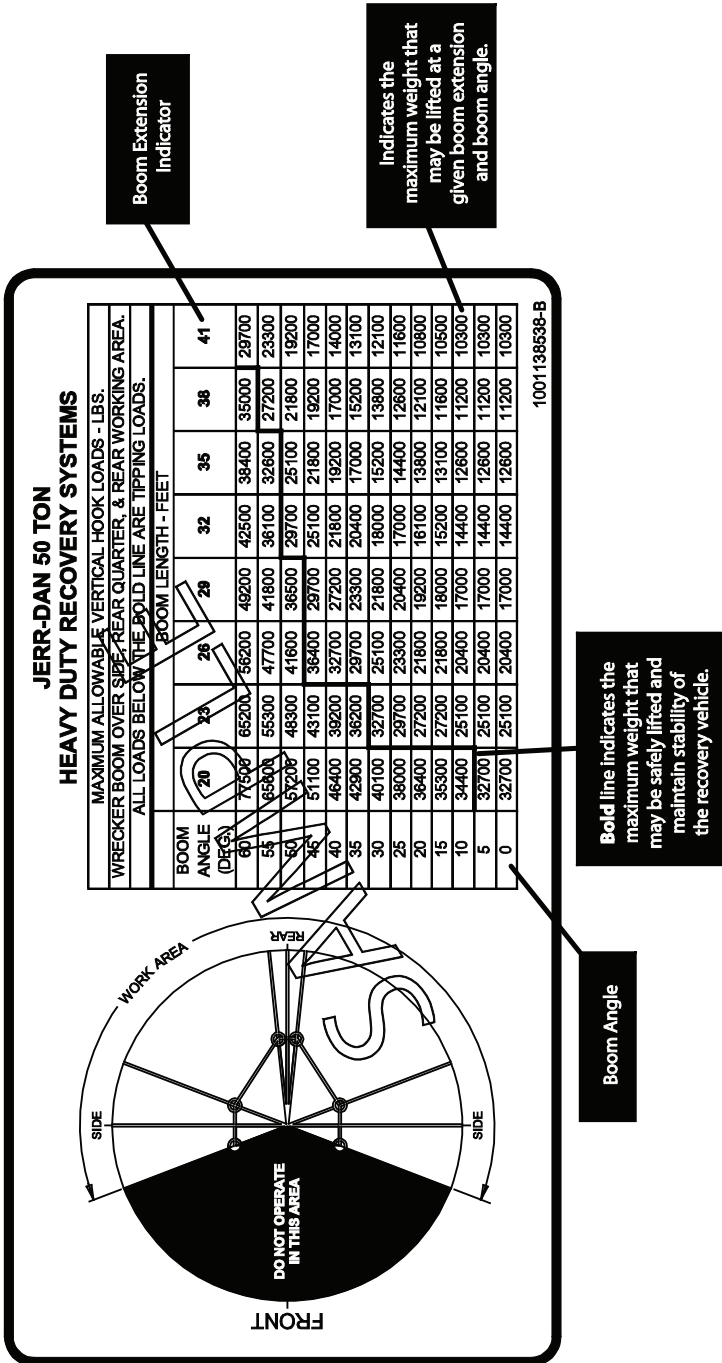 JERR-DAN 50 TON
HEAVY DUTY RECOVERY SYSTEMS
MAXIMUM ALLOWABLE VERTICAL HOOK LOADS - LBS.
WRECKER BOOM OVER SIDE, REAR QUARTER, & REAR WORKING AREA.
ALL LOADS BELOW THE BOLD LINE ARE TIPPING LOADS.
BOOM ANGLE (DEG.) BOOM LENGTH - FEET
20 23 26 29 32 35 38 41
60 77500 65200 56200 49200 42500 38400 35000 29700
55 65600 55300 47700 41800 36100 32600 27200 23300
50 57200 48300 41600 36500 29700 25100 21800 19200
45 51100 43100 36400 29700 25100 21800 19200 17000
40 46400 39200 32700 27200 21800 19200 17000 14000
35 42900 36200 29700 23300 20400 17000 15200 13100
30 40100 32700 25100 21800 18000 15200 13800 12100
25 38000 29700 23300 20400 17000 14400 12600 11600
20 36400 27200 21800 19200 16100 13800 12100 10800
15 35300 27200 21800 18000 15200 13100 11600 10500
10 34400 25100 20400 17000 14400 12600 11200 10300
5 32700 25100 20400 17000 14400 12600 11200 10300
0 32700 25100 20400 17000 14400 12600 11200 10300
1001138538-B
SAMPLE
WORK AREA
SIDE
REAR
SIDE
DO NOT OPERATE
IN THIS AREA
FRONT
Boom Extension
Indicator
Indicates the
maximum weight that
may be lifted at a
given boom extension
and boom angle.
Bold line indicates the
maximum weight that
may be safely lifted and
maintain stability of
the recovery vehicle.
Boom Angle